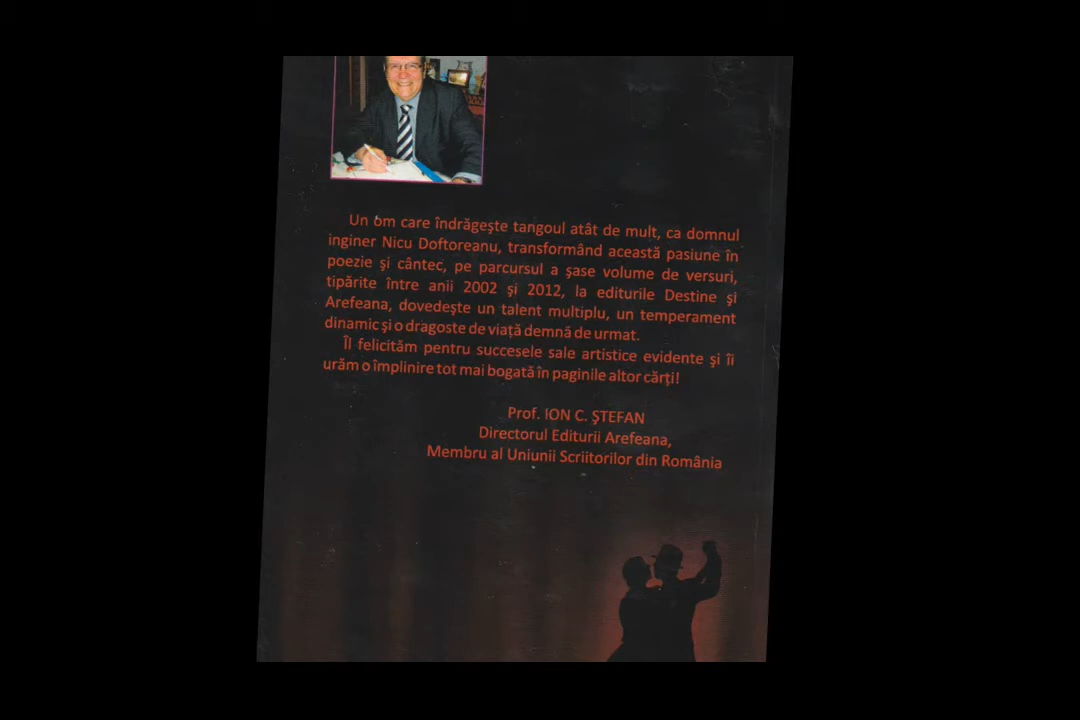 Un om care îndrăgeşte tangoul atât de mult, ca domnul
inginer Nicu Doftoreanu, transformând această pasiune în
poezie şi cântec, pe parcursul a şase volume de versuri,
tipărite între anii 2002 şi 2012, la editurile Destine şi
Arefeana, dovedeşte un talent multiplu, un temperament
dinamic şi o dragoste de viaţă demnă de urmat.
Îl felicităm pentru succesele sale artistice evidente şi îi
urăm o împlinire tot mai bogată în paginile altor cărţi!
Prof. ION C. ŞTEFAN
Directorul Editurii Arefeana,
Membru al Uniunii Scriitorilor din România